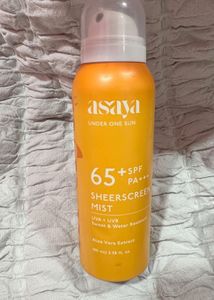 asaya
UNDER ONE SUN
65+ SPF
PA+++
SHEERSCREEN
MIST
UVA + UVB
Sweat & Water Resistant
Aloe Vera Extract